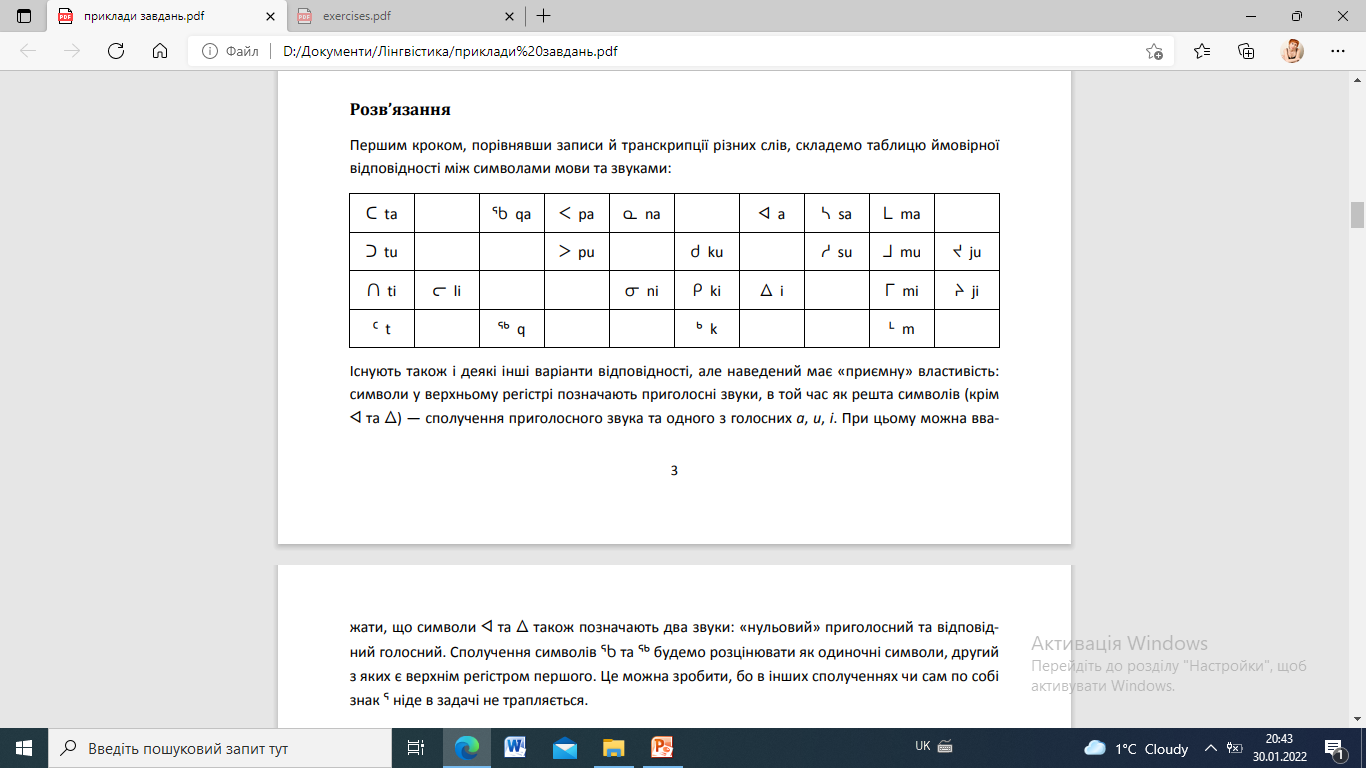 приклади завдань.pdf
exercises.pdf
Файл D:/Документи/Лінгвістика/приклади%20завдань.pdf
Розв’язання
Першим кроком, порівнявши записи й транскрипції різних слів, складемо таблицю ймовірної
відповідності між символами мови та звуками:
ᑕ ta ᖃ qa ᐸ pa ᓇ na ᐊ a ᓴ sa ᒪ ma
ᑐ tu ᐳ pu ᑯ ku ᓱ su ᒧ mu ᔪ ju
ᑎ ti ᓕ li ᓂ ni ᑭ ki ᐃ i ᒥ mi ᔨ ji
ᑦ t ᖅ q ᒃ k ᒻ m
Існують також і деякі інші варіанти відповідності, але наведений має «приємну» властивість:
символи у верхньому регістрі позначають приголосні звуки, в той час як решта символів (крім
ᐊ та ᐃ) — сполучення приголосного звука та одного з голосних a, u, i. При цьому можна вва-
3
жати, що символи ᐊ та ᐃ також позначають два звуки: «нульовий» приголосний та відповід-
ний голосний. Сполучення символів ᖃ та ᖅ будемо розцінювати як одиночні символи, другий
з яких є верхнім регістром першого. Це можна зробити, бо в інших сполученнях чи сам по собі
знак ᕐ ніде в задачі не трапляється.
Активація Windows
Перейдіть до розділу "Настройки", щоб
активувати Windows.
Введіть пошуковий запит тут
UK
1°C Cloudy
20:43
30.01.2022
1